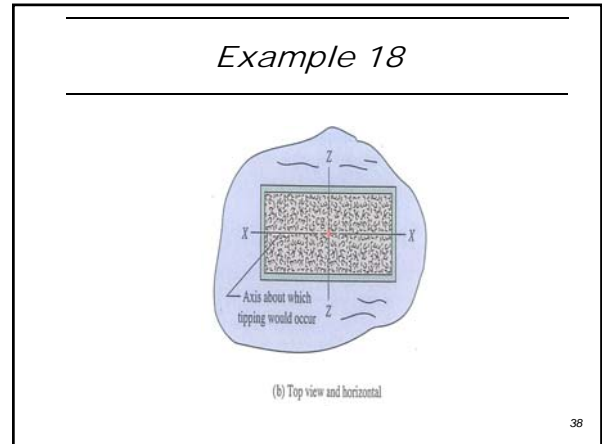 Example 18
Z
X
X
Axis about which
tipping would occur
Z
(b) Top view and horizontal
38